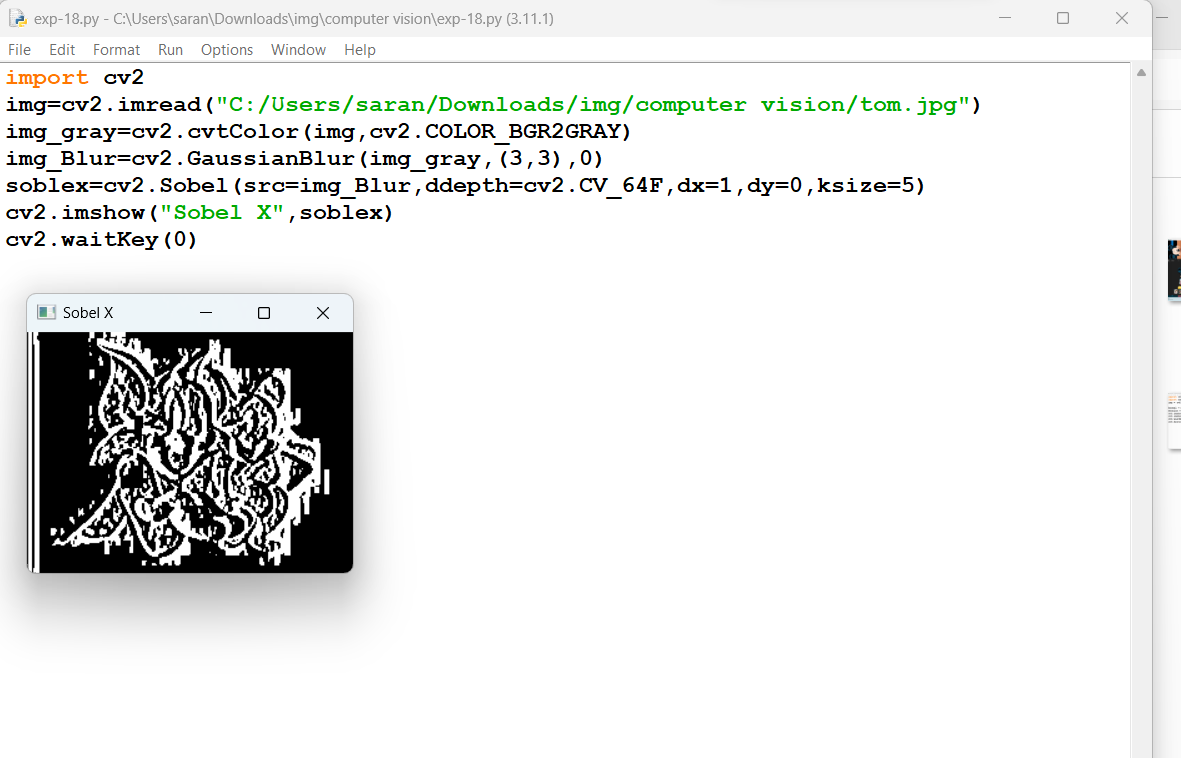 exp-18.py - C:\Users\saran\Downloads\img\computer vision\exp-18.py (3.11.1)
File Edit Format Run Options Window Help
import cv2
img=cv2.imread("C:/Users/saran/Downloads/img/computer vision/tom.jpg")
img_gray=cv2.cvtColor(img,cv2.COLOR_BGR2GRAY)
img_Blur=cv2.GaussianBlur(img_gray,(3,3),0)
soblex=cv2.Sobel(src=img_Blur,ddepth=cv2.CV_64F,dx=1,dy=0,ksize=5)
cv2.imshow("Sobel X",soblex)
cv2.waitKey(0)
Sobel X